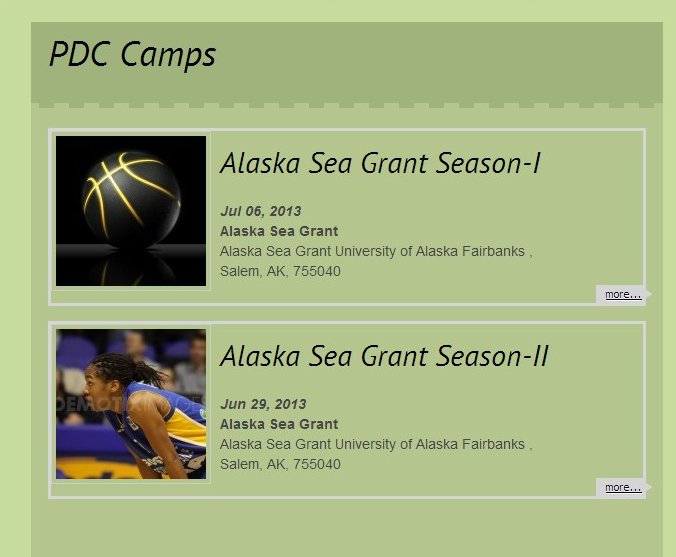 PDC Camps
Alaska Sea Grant Season-I
Jul 06, 2013
Alaska Sea Grant
Alaska Sea Grant University of Alaska Fairbanks ,
Salem, AK, 755040
more...
Alaska Sea Grant Season-II
DEMOTIX IMAGES
Jun 29, 2013
Alaska Sea Grant
Alaska Sea Grant University of Alaska Fairbanks ,
Salem, AK, 755040
more...